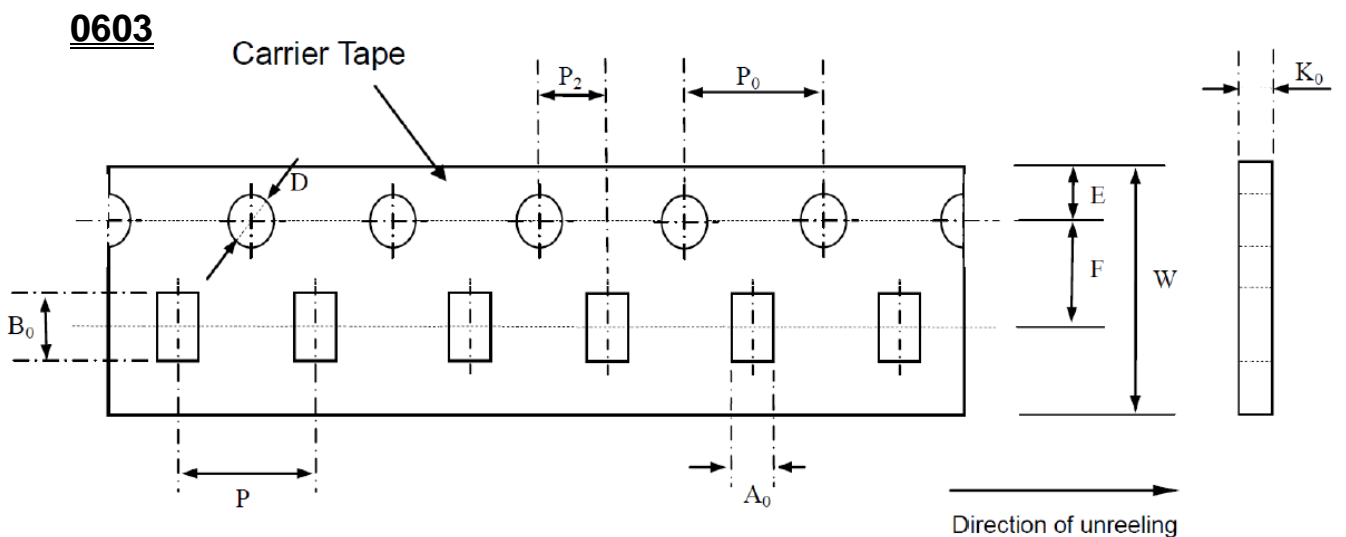 0603
Carrier Tape
P₂
P₀
K₀
D
E
F
W
B₀
P
A₀
Direction of unreeling